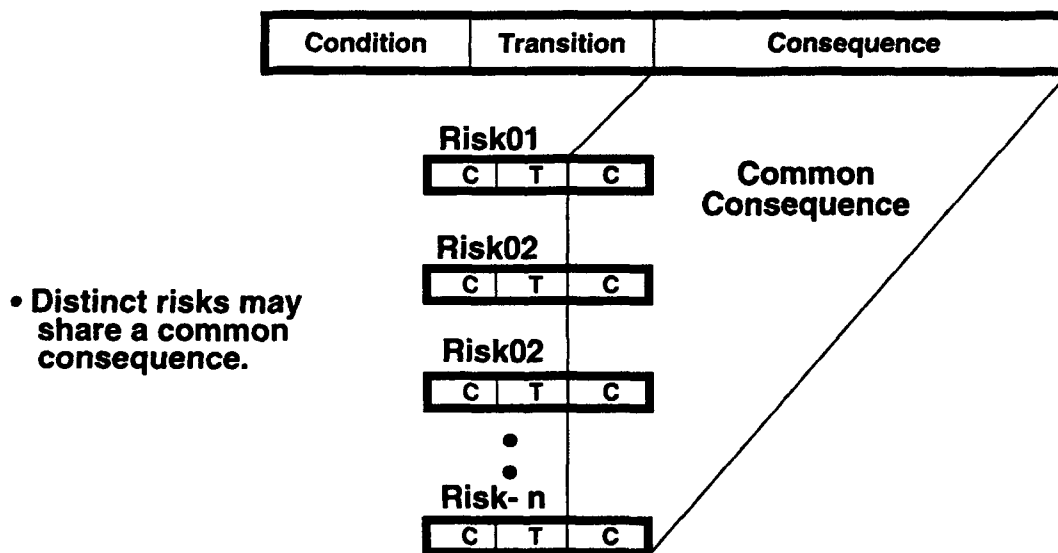 Condition Transition Consequence
Risk01
C T C
Common
Consequence
Risk02
C T C
• Distinct risks may
share a common
consequence.
Risk02
C T C
•
•
Risk- n
C T C